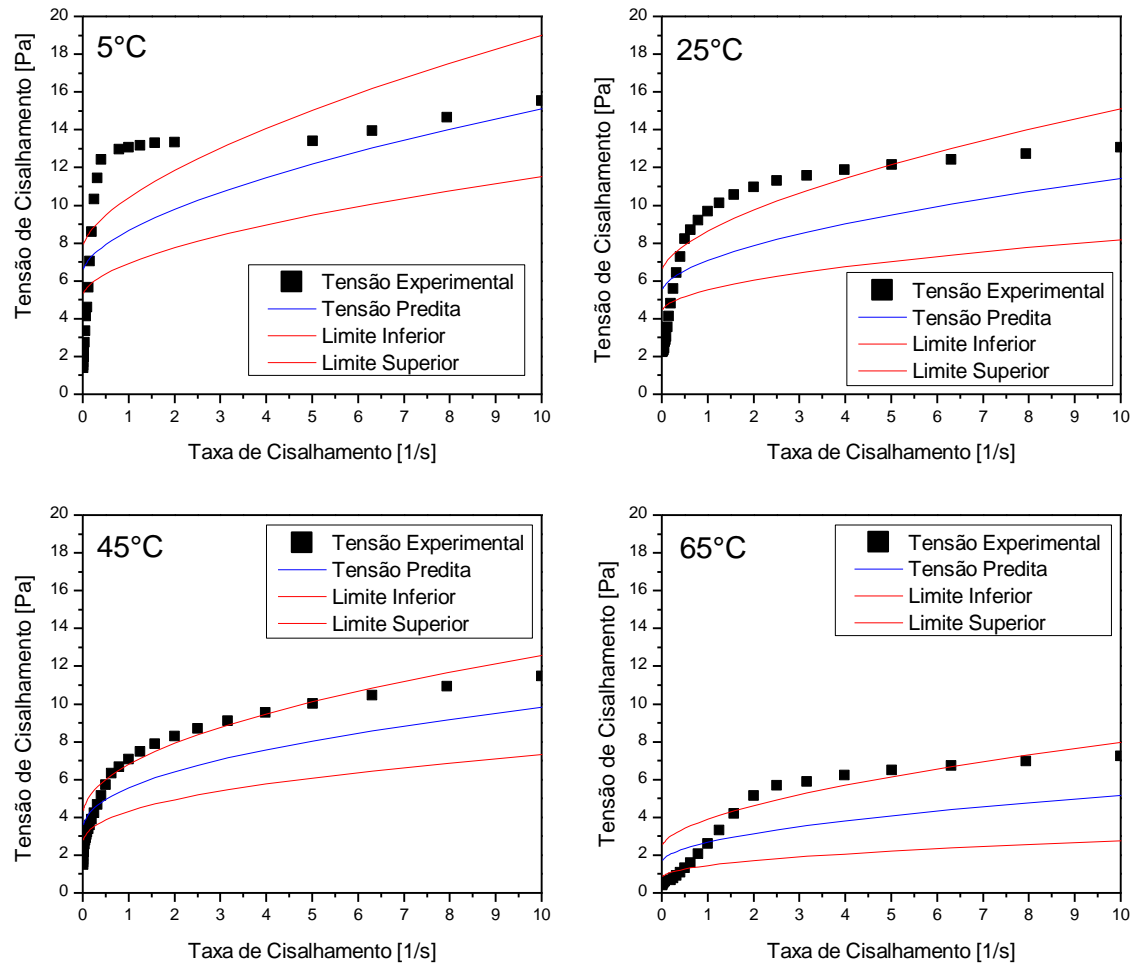 5°C
Tensão de Cisalhamento [Pa]
20
18
16
14
12
10
8
6
4
2
0
Tensão Experimental
Tensão Predita
Limite Inferior
Limite Superior
0 1 2 3 4 5 6 7 8 9 10
Taxa de Cisalhamento [1/s]
25°C
Tensão de Cisalhamento [Pa]
20
18
16
14
12
10
8
6
4
2
0
Tensão Experimental
Tensão Predita
Limite Inferior
Limite Superior
0 1 2 3 4 5 6 7 8 9 10
Taxa de Cisalhamento [1/s]
45°C
Tensão de Cisalhamento [Pa]
20
18
16
14
12
10
8
6
4
2
0
Tensão Experimental
Tensão Predita
Limite Inferior
Limite Superior
0 1 2 3 4 5 6 7 8 9 10
Taxa de Cisalhamento [1/s]
65°C
Tensão de Cisalhamento [Pa]
20
18
16
14
12
10
8
6
4
2
0
Tensão Experimental
Tensão Predita
Limite Inferior
Limite Superior
0 1 2 3 4 5 6 7 8 9 10
Taxa de Cisalhamento [1/s]